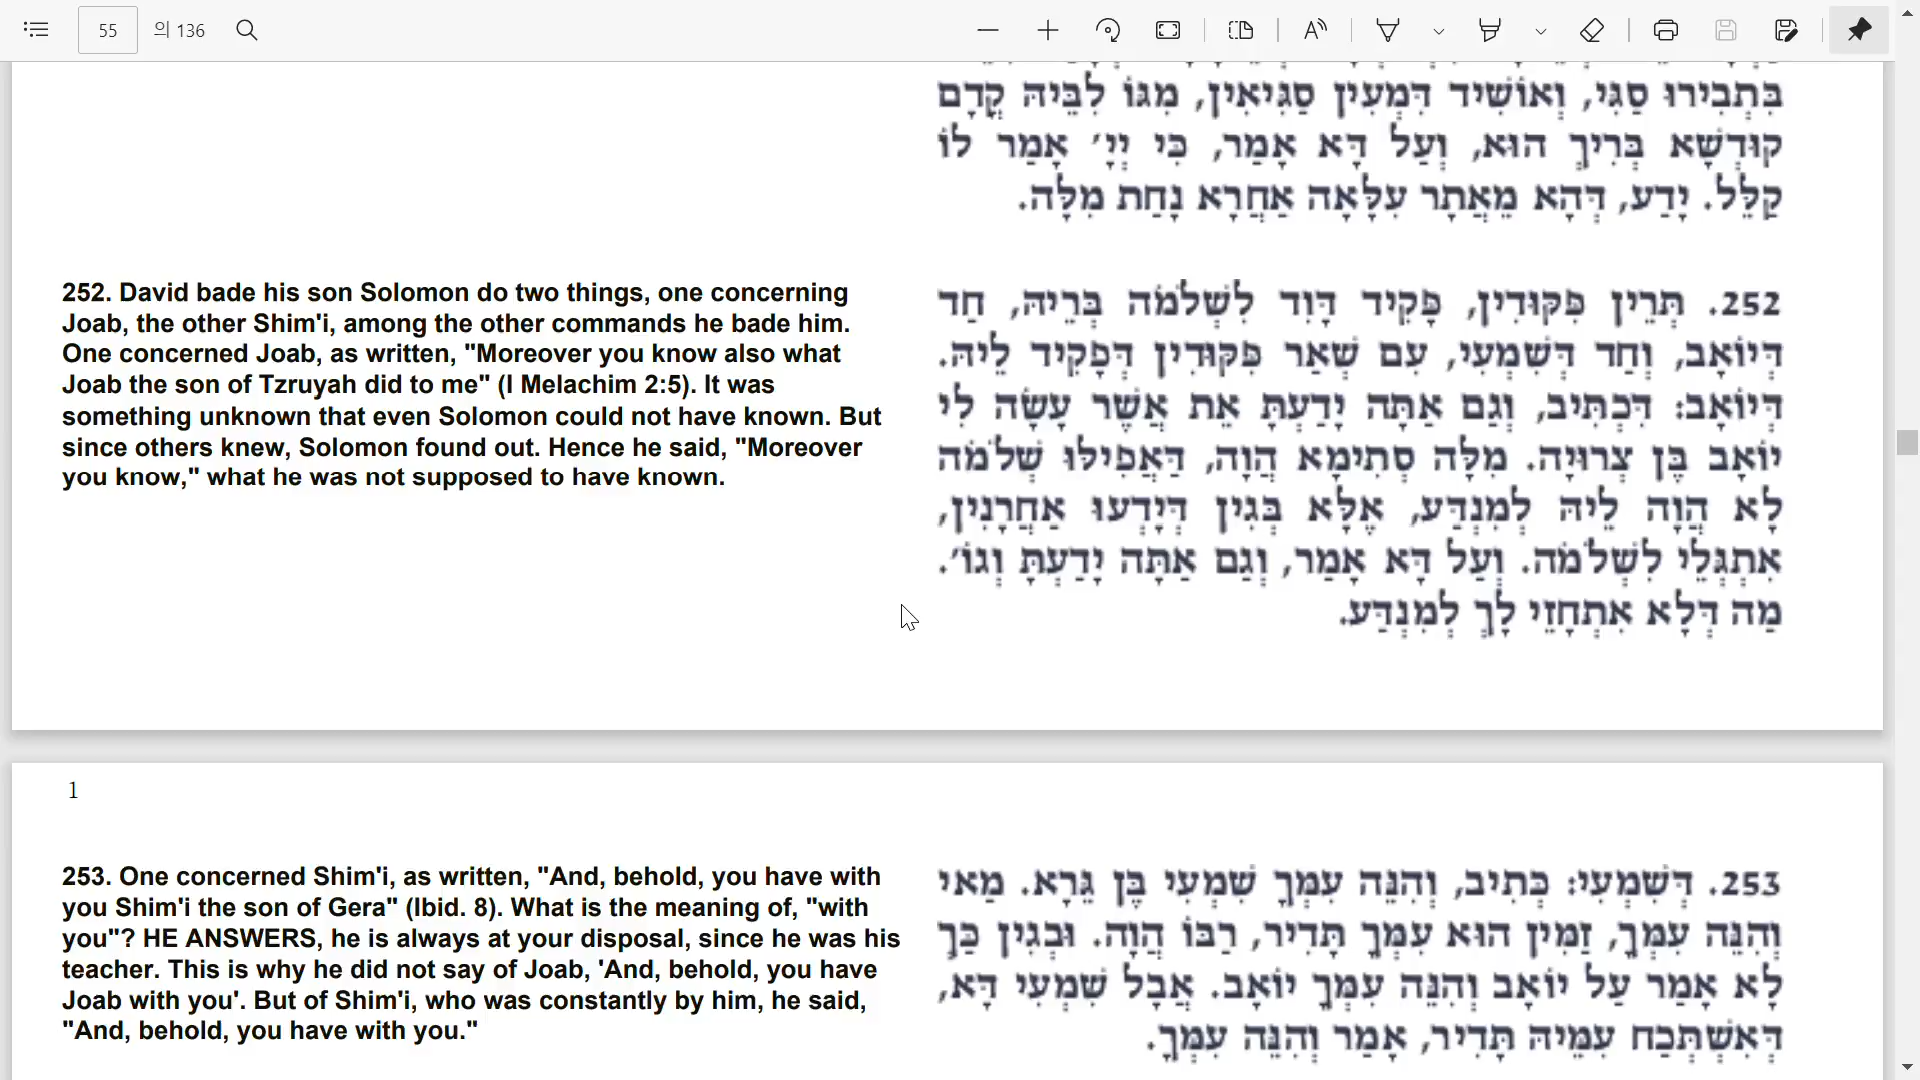 55 의 136
בִּתְבִירוּ סַגִּי, וְאוֹשִׁיד דִּמְעִין סַגִּיאִין, מִגּוֹ לִבֵּיהּ קֳדָם
קוּדְשָׁא בְּרִיךְ הוּא, וְעַל דָּא אָמַר, כִּי יְיָ' אָמַר לוֹ
קַלֵּל. יָדַע, דְּהָא מֵאֲתָר עִלָּאָה אַחֲרָא נָחַת מִלָּה.
252. David bade his son Solomon do two things, one concerning
Joab, the other Shim'i, among the other commands he bade him.
One concerned Joab, as written, "Moreover you know also what
Joab the son of Tzruyah did to me" (I Melachim 2:5). It was
something unknown that even Solomon could not have known. But
since others knew, Solomon found out. Hence he said, "Moreover
you know," what he was not supposed to have known.
252. תְּרֵין פִּקּוּדִין, פָּקִיד דָּוִד לִשְׁלֹמֹה בְּרֵיהּ, חַד
דְּיוֹאָב, וְחַד דְּשִׁמְעִי, עִם שְׁאַר פִּקּוּדִין דְּפָקִיד לֵיהּ.
דְּיוֹאָב: דִּכְתִּיב, וְגַם אַתָּה יָדַעְתָּ אֵת אֲשֶׁר עָשָׂה לִי
יוֹאָב בֶּן צְרוּיָה. מִלָּה סְתִימָא הֲוָה, דַּאֲפִילּוּ שְׁלֹמֹה
לָא הֲוָה לֵיהּ לְמִנְדַּע, אֶלָּא בְּגִין דְּיָדְעוּ אַחֲרָנִין,
אִתְגְּלֵי לִשְׁלֹמֹה. וְעַל דָּא אָמַר, וְגַם אַתָּה יָדַעְתָּ וְגוֹ'.
מַה דְּלָא אִתְחָזֵי לָךְ לְמִנְדַּע.
1
253. One concerned Shim'i, as written, "And, behold, you have with
you Shim'i the son of Gera" (Ibid. 8). What is the meaning of, "with
you"? HE ANSWERS, he is always at your disposal, since he was his
teacher. This is why he did not say of Joab, 'And, behold, you have
Joab with you'. But of Shim'i, who was constantly by him, he said,
"And, behold, you have with you."
253. דְּשִׁמְעִי: כְּתִיב, וְהִנֵּה עִמְּךָ שִׁמְעִי בֶּן גֵּרָא. מַאי
וְהִנֵּה עִמְּךָ, זַמִּין הוּא עִמְּךָ תָּדִיר, רַבּוֹ הֲוָה. וּבְגִין כַּךְ
לָא אָמַר עַל יוֹאָב וְהִנֵּה עִמְּךָ יוֹאָב. אֲבָל שִׁמְעִי דָּא,
דְּאִשְׁתְּכַח עִמֵּיהּ תָּדִיר, אָמַר וְהִנֵּה עִמְּךָ.